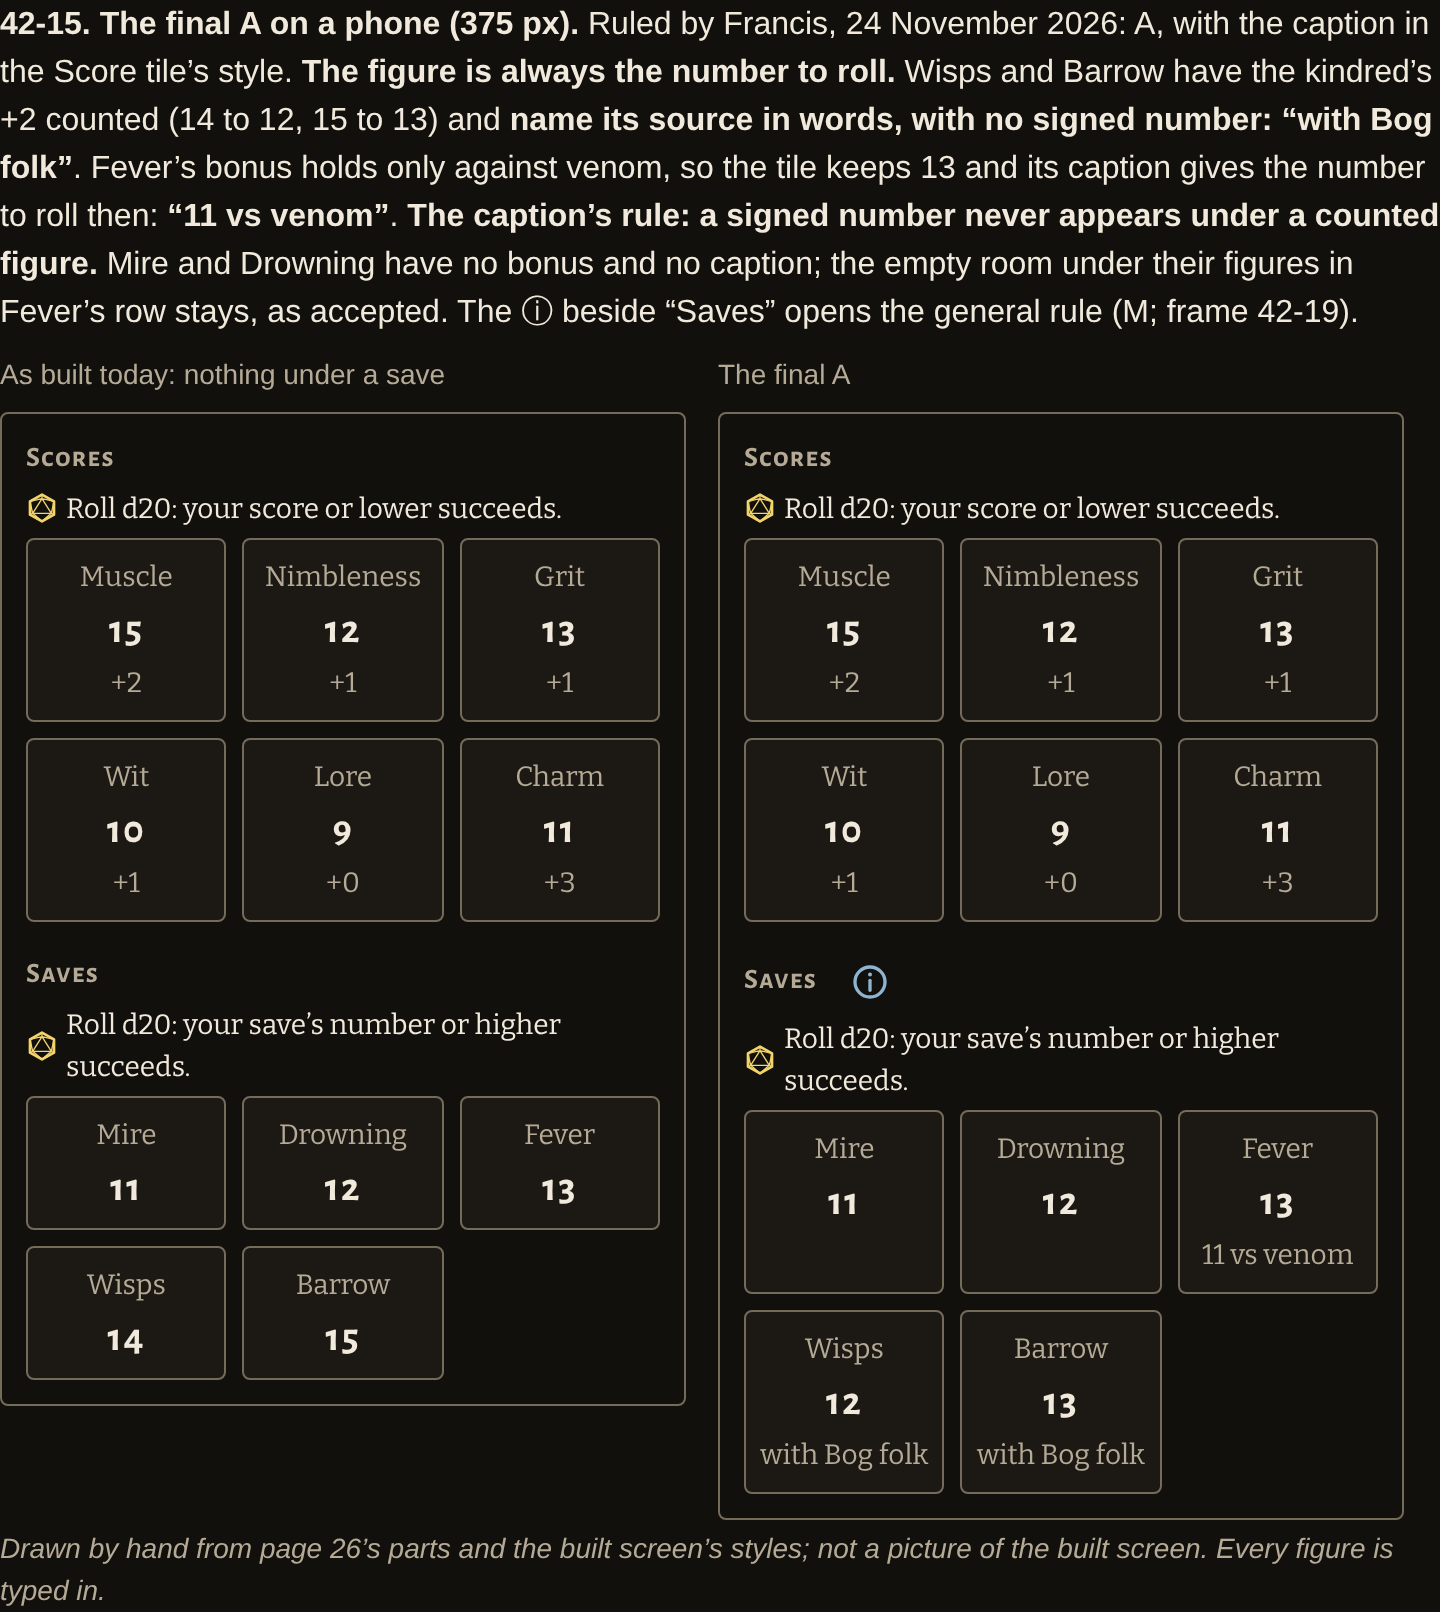 42-15. The final A on a phone (375 px). Ruled by Francis, 24 November 2026: A, with the caption in
the Score tile’s style. The figure is always the number to roll. Wisps and Barrow have the kindred’s
+2 counted (14 to 12, 15 to 13) and name its source in words, with no signed number: “with Bog
folk”. Fever’s bonus holds only against venom, so the tile keeps 13 and its caption gives the number
to roll then: “11 vs venom”. The caption’s rule: a signed number never appears under a counted
figure. Mire and Drowning have no bonus and no caption; the empty room under their figures in
Fever’s row stays, as accepted. The ⓘ beside “Saves” opens the general rule (M; frame 42-19).
As built today: nothing under a save
SCORES
Roll d20: your score or lower succeeds.
Muscle Nimbleness Grit
15 12 13
+2 +1 +1
Wit Lore Charm
10 9 11
+1 +0 +3
SAVES
Roll d20: your save’s number or higher
succeeds.
Mire Drowning Fever
11 12 13
Wisps Barrow
14 15
The final A
SCORES
Roll d20: your score or lower succeeds.
Muscle Nimbleness Grit
15 12 13
+2 +1 +1
Wit Lore Charm
10 9 11
+1 +0 +3
SAVES ⓘ
Roll d20: your save’s number or higher
succeeds.
Mire Drowning Fever
11 12 13
11 vs venom
Wisps Barrow
12 13
with Bog folk with Bog folk
Drawn by hand from page 26’s parts and the built screen’s styles; not a picture of the built screen. Every figure is
typed in.